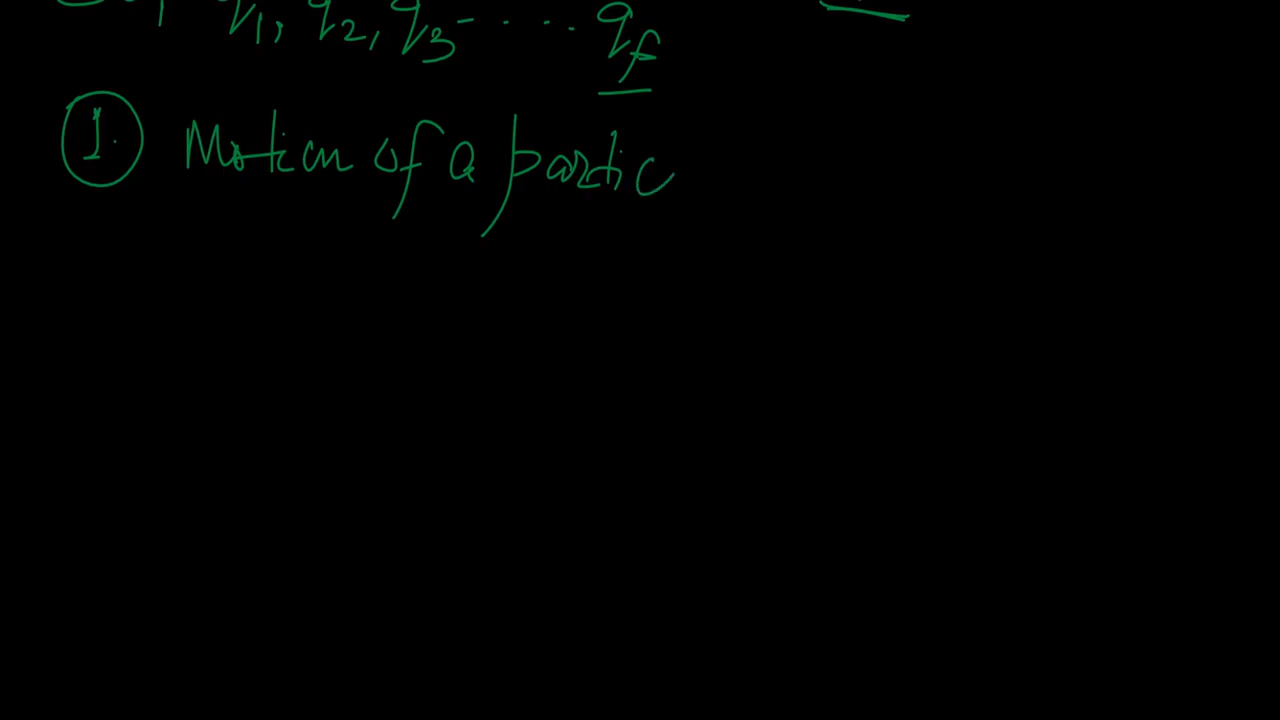 q1, q2, q3 - . . . qf
1. Motion of a partic